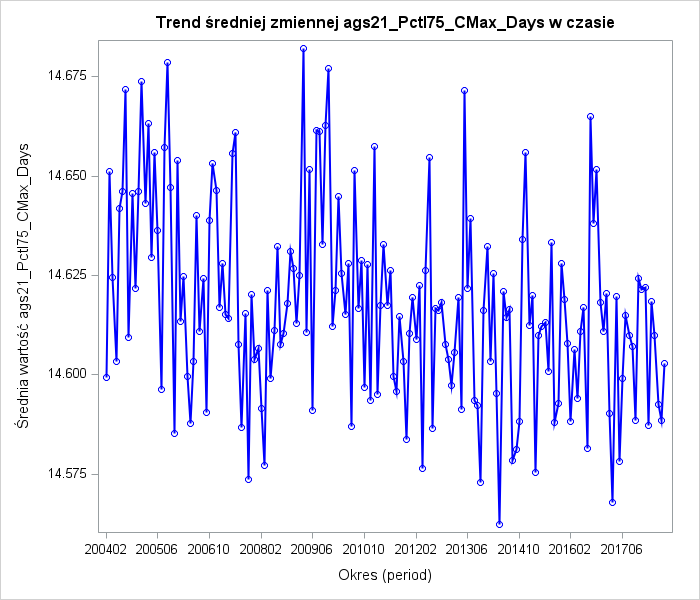 Trend średniej zmiennej ags21_Pctl75_CMax_Days w czasie
Średnia wartość ags21_Pctl75_CMax_Days
14.675
14.650
14.625
14.600
14.575
200402 200506 200610 200802 200906 201010 201202 201306 201410 201602 201706
Okres (period)